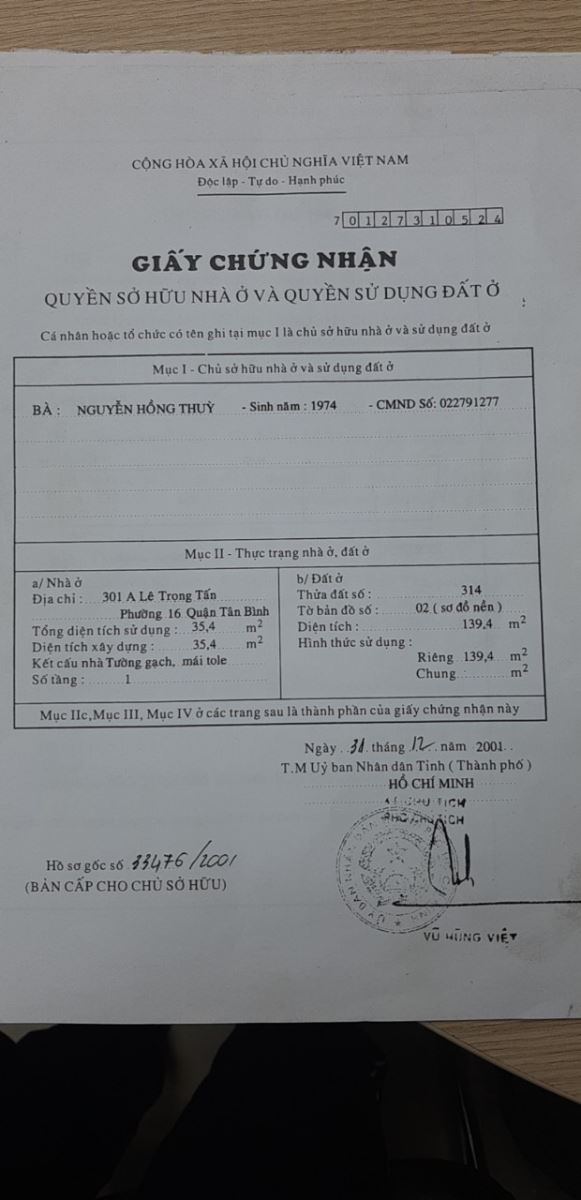 CỘNG HÒA XÃ HỘI CHỦ NGHĨA VIỆT NAM
Độc lập - Tự do - Hạnh phúc
7 0 1 2 7 3 1 0 5 2 4
GIẤY CHỨNG NHẬN
QUYỀN SỞ HỮU NHÀ Ở VÀ QUYỀN SỬ DỤNG ĐẤT Ở
Cá nhân hoặc tổ chức có tên ghi tại mục I là chủ sở hữu nhà ở và sử dụng đất ở
Mục I - Chủ sở hữu nhà ở và sử dụng đất ở
BÀ : NGUYỄN HỒNG THUỲ - Sinh năm : 1974 - CMND Số: 022791277
Mục II - Thực trạng nhà ở, đất ở
a/ Nhà ở
Địa chỉ : 301 A Lê Trọng Tấn
Phường 16 Quận Tân Bình
Tổng diện tích sử dụng : 35,4 m2
Diện tích xây dựng : 35,4 m2
Kết cấu nhà Tường gạch, mái tole
Số tầng : 1
b/ Đất ở
Thửa đất số : 314
Tờ bản đồ số : 02 ( sơ đồ nền )
Diện tích : 139,4 m2
Hình thức sử dụng :
Riêng 139,4 m2
Chung m2
Mục IIc,Mục III, Mục IV ở các trang sau là thành phần của giấy chứng nhận này
Ngày 31 tháng 12 năm 2001
T.M Uỷ ban Nhân dân Tỉnh ( Thành phố )
HỒ CHÍ MINH
CHỦ TỊCH
PHÓ CHỦ TỊCH
Hồ sơ gốc số 33476/2001
(BẢN CẤP CHO CHỦ SỞ HỮU)
VŨ HÙNG VIỆT